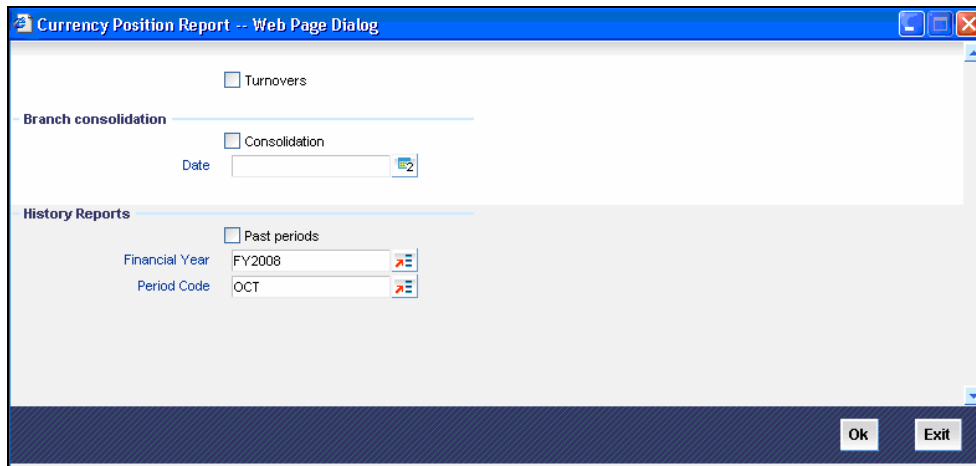 Currency Position Report -- Web Page Dialog
Turnovers
Branch consolidation
Consolidation
Date
2
History Reports
Past periods
Financial Year FY2008
Period Code OCT
Ok Exit